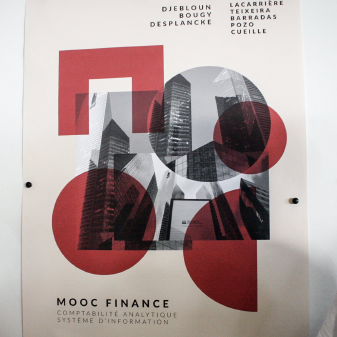 DJEBLOUN
BOUGY
DESPLANCKE
LACARRIÈRE
TEIXEIRA
BARRADAS
POZO
CUEILLE
MOOC FINANCE
COMPTABILITÉ ANALYTIQUE
SYSTÈME D'INFORMATION